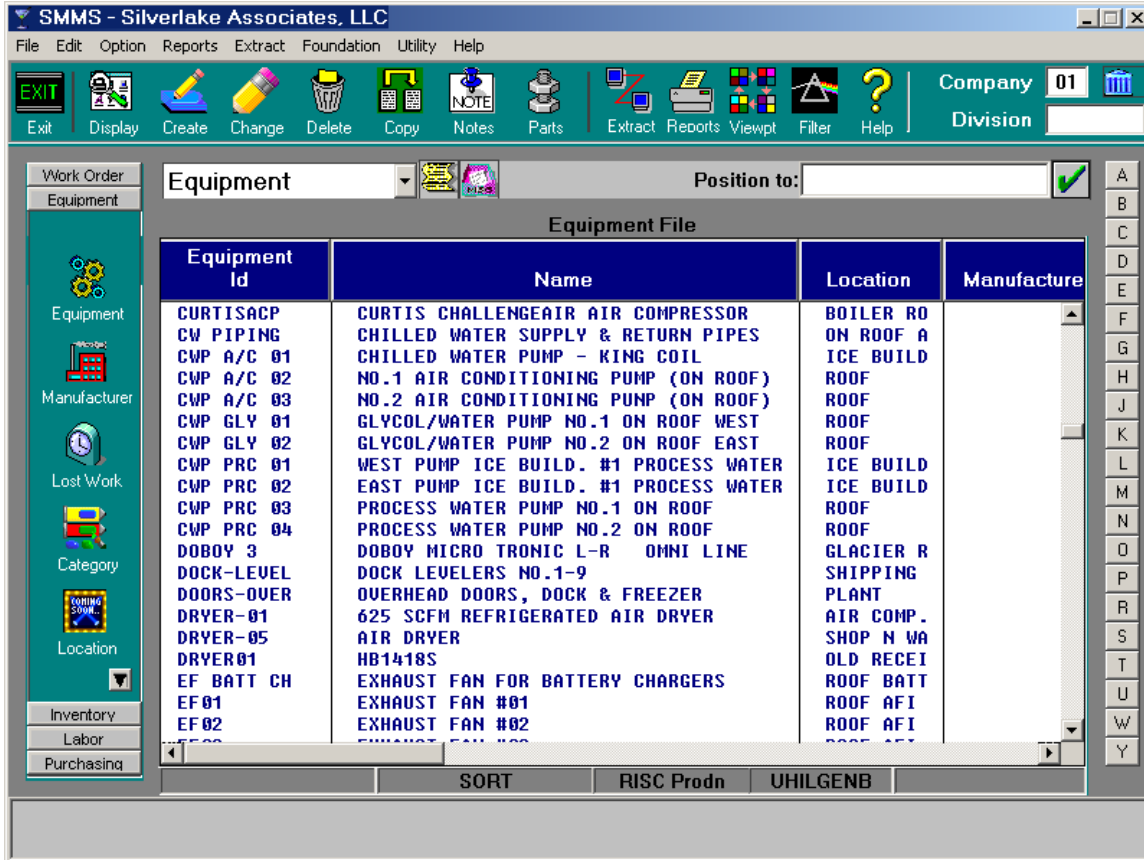 SMMS - Silverlake Associates, LLC
File Edit Option Reports Extract Foundation Utility Help
EXIT NOTE
Exit Display Create Change Delete Copy Notes Parts Extract Reports Viewpt Filter Help
Company 01
Division
Work Order
Equipment
Equipment
Manufacturer
Lost Work
Category
COMING SOON..
Location
Inventory
Labor
Purchasing
Equipment MSG Position to:
Equipment File
Equipment Id Name Location Manufacture
CURTISACP CURTIS CHALLENGEAIR AIR COMPRESSOR BOILER RO
CW PIPING CHILLED WATER SUPPLY & RETURN PIPES ON ROOF A
CWP A/C 01 CHILLED WATER PUMP - KING COIL ICE BUILD
CWP A/C 02 NO.1 AIR CONDITIONING PUMP (ON ROOF) ROOF
CWP A/C 03 NO.2 AIR CONDITIONING PUNP (ON ROOF) ROOF
CWP GLY 01 GLYCOL/WATER PUMP NO.1 ON ROOF WEST ROOF
CWP GLY 02 GLYCOL/WATER PUMP NO.2 ON ROOF EAST ROOF
CWP PRC 01 WEST PUMP ICE BUILD. #1 PROCESS WATER ICE BUILD
CWP PRC 02 EAST PUMP ICE BUILD. #1 PROCESS WATER ICE BUILD
CWP PRC 03 PROCESS WATER PUMP NO.1 ON ROOF ROOF
CWP PRC 04 PROCESS WATER PUMP NO.2 ON ROOF ROOF
DOBOY 3 DOBOY MICRO TRONIC L-R OMNI LINE GLACIER R
DOCK-LEVEL DOCK LEVELERS NO.1-9 SHIPPING
DOORS-OVER OVERHEAD DOORS, DOCK & FREEZER PLANT
DRYER-01 625 SCFM REFRIGERATED AIR DRYER AIR COMP.
DRYER-05 AIR DRYER SHOP N WA
DRYER01 HB1418S OLD RECEI
EF BATT CH EXHAUST FAN FOR BATTERY CHARGERS ROOF BATT
EF01 EXHAUST FAN #01 ROOF AFI
EF02 EXHAUST FAN #02 ROOF AFI
SORT RISC Prodn UHILGENB
A
B
C
D
E
F
G
H
J
K
L
M
N
O
P
R
S
T
U
W
Y